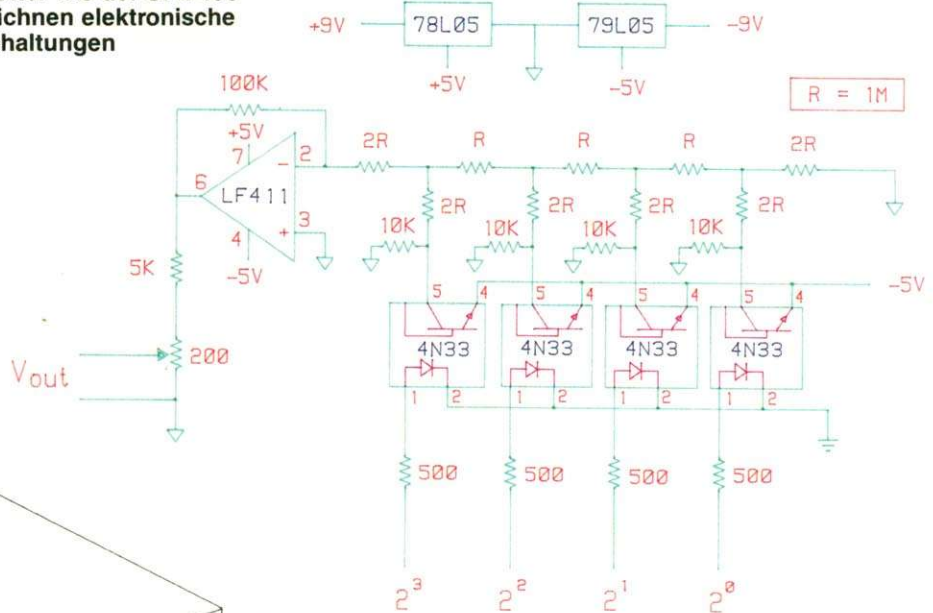 ichnen elektronische
haltungen
+9V 78L05 79L05 -9V
+5V -5V
R = 1M
100K
+5V
7 2 - 2R R R R 2R
6 LF411
3 +
4
-5V
2R 2R 2R 2R
10K 10K 10K 10K
5K
-5V
5 4 5 4 5 4 5 4
4N33 4N33 4N33 4N33
1 2 1 2 1 2 1 2
200
Vout
500 500 500 500
2³ 2² 2¹ 2⁰